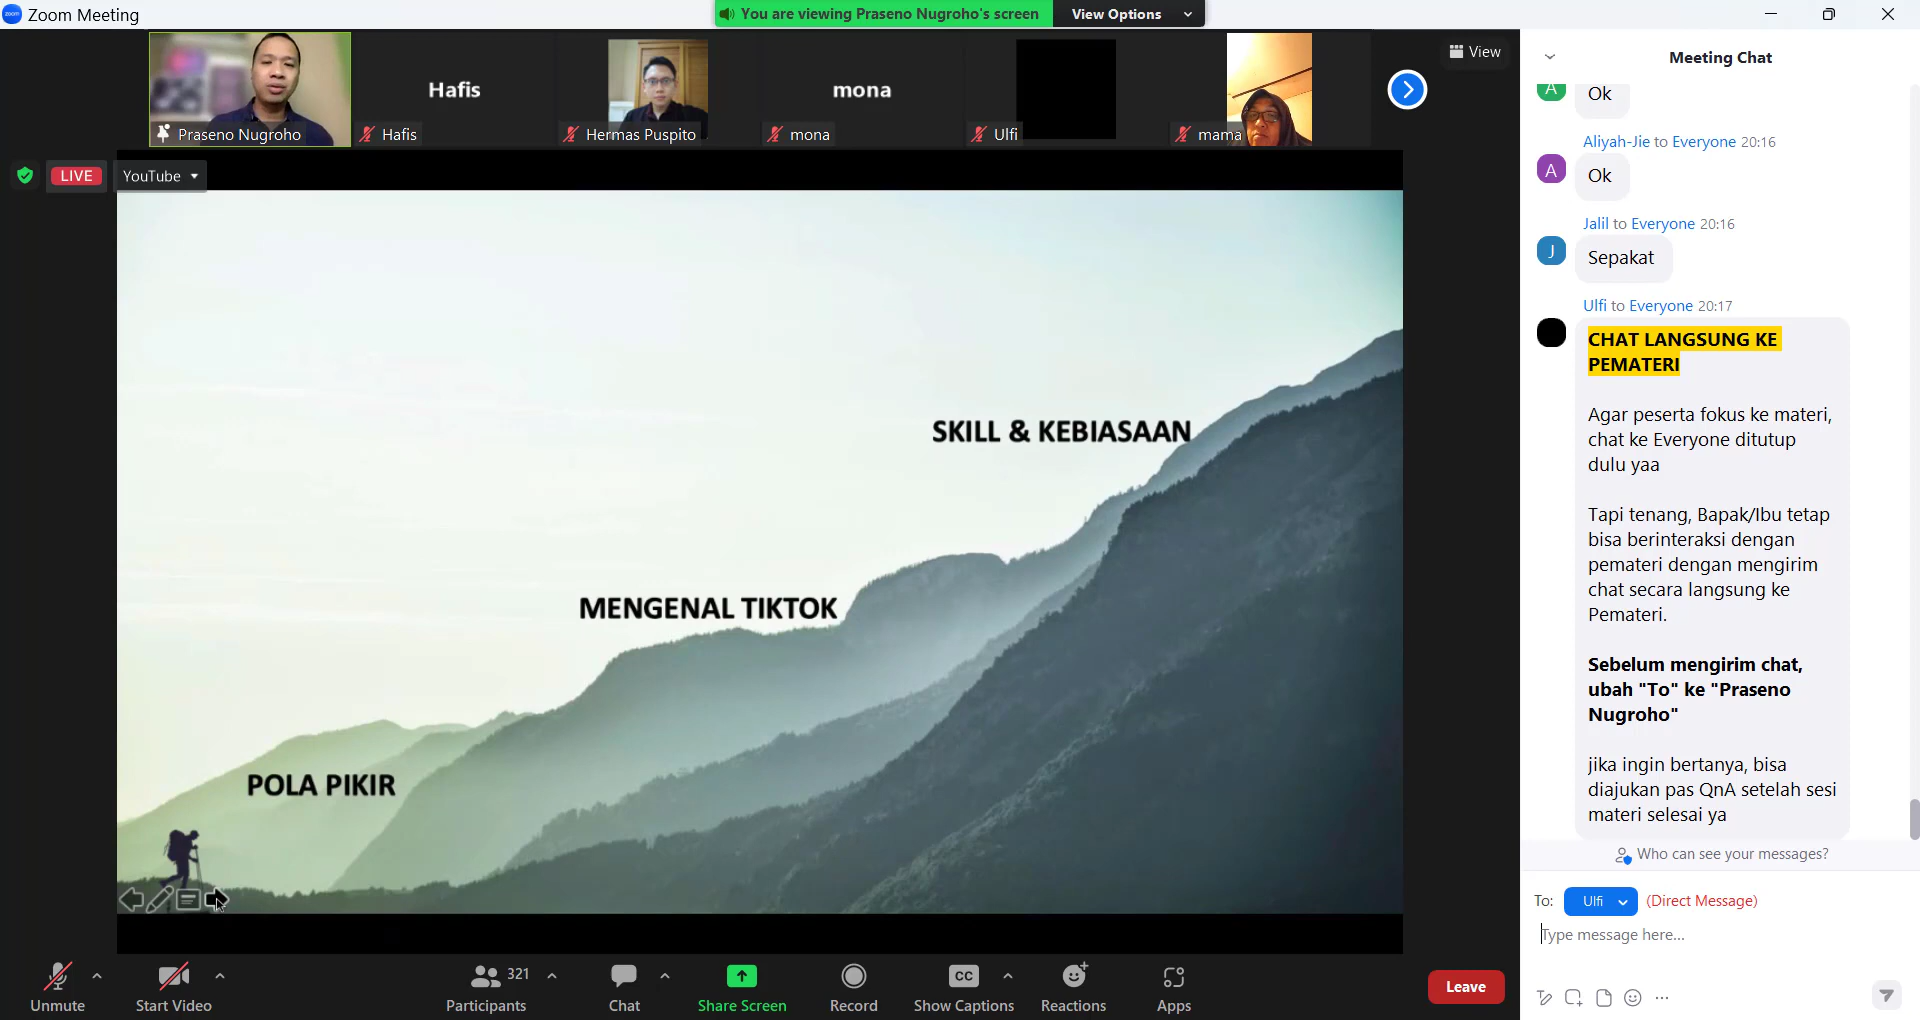 zoom
Zoom Meeting
You are viewing Praseno Nugroho's screen
View Options
Praseno Nugroho
Hafis
Hafis
Hermas Puspito
mona
mona
Ulfi
mama
View
LIVE
YouTube
SKILL & KEBIASAAN
MENGENAL TIKTOK
POLA PIKIR
Unmute
Start Video
321
Participants
Chat
Share Screen
Record
CC
Show Captions
Reactions
Apps
Leave
Meeting Chat
A
Ok
Aliyah-Jie to Everyone 20:16
A
Ok
Jalil to Everyone 20:16
J
Sepakat
Ulfi to Everyone 20:17
CHAT LANGSUNG KE
PEMATERI
Agar peserta fokus ke materi,
chat ke Everyone ditutup
dulu yaa
Tapi tenang, Bapak/Ibu tetap
bisa berinteraksi dengan
pemateri dengan mengirim
chat secara langsung ke
Pemateri.
Sebelum mengirim chat,
ubah "To" ke "Praseno
Nugroho"
jika ingin bertanya, bisa
diajukan pas QnA setelah sesi
materi selesai ya
Who can see your messages?
To: Ulfi (Direct Message)
Type message here...